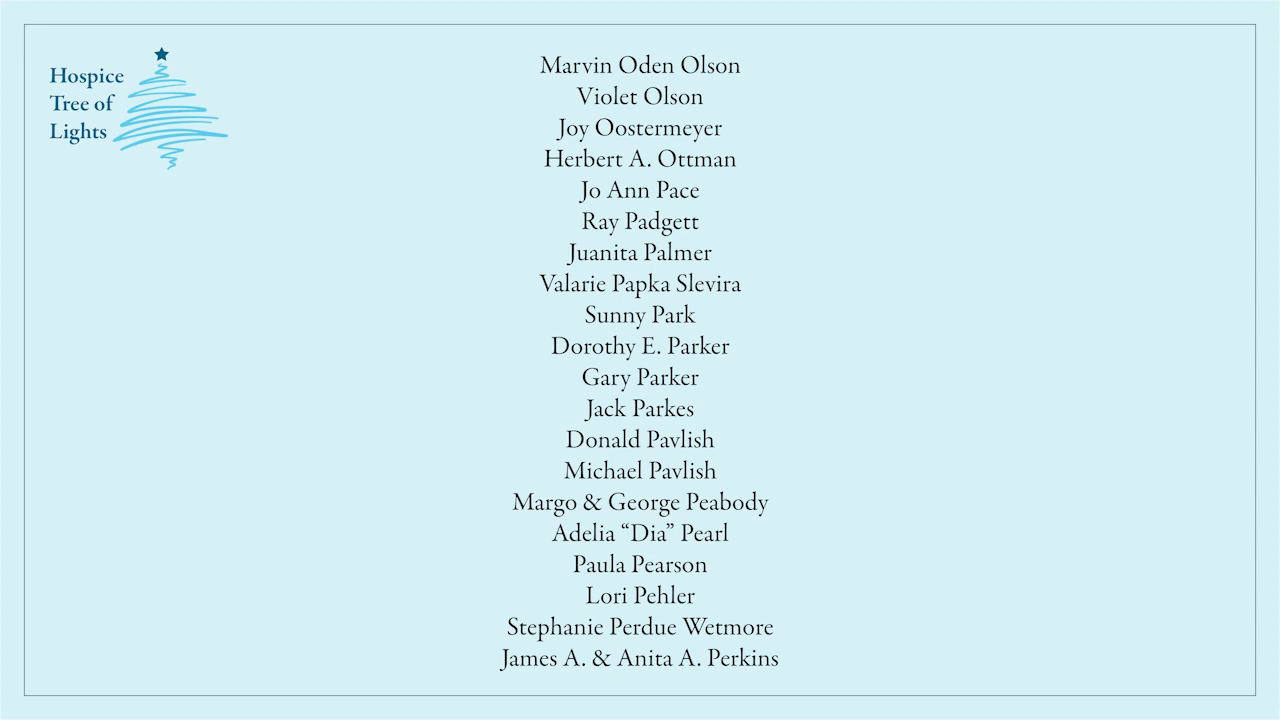 Hospice
Tree of
Lights
Marvin Oden Olson
Violet Olson
Joy Oostermeyer
Herbert A. Ottman
Jo Ann Pace
Ray Padgett
Juanita Palmer
Valarie Papka Slevira
Sunny Park
Dorothy E. Parker
Gary Parker
Jack Parkes
Donald Pavlish
Michael Pavlish
Margo & George Peabody
Adelia “Dia” Pearl
Paula Pearson
Lori Pehler
Stephanie Perdue Wetmore
James A. & Anita A. Perkins